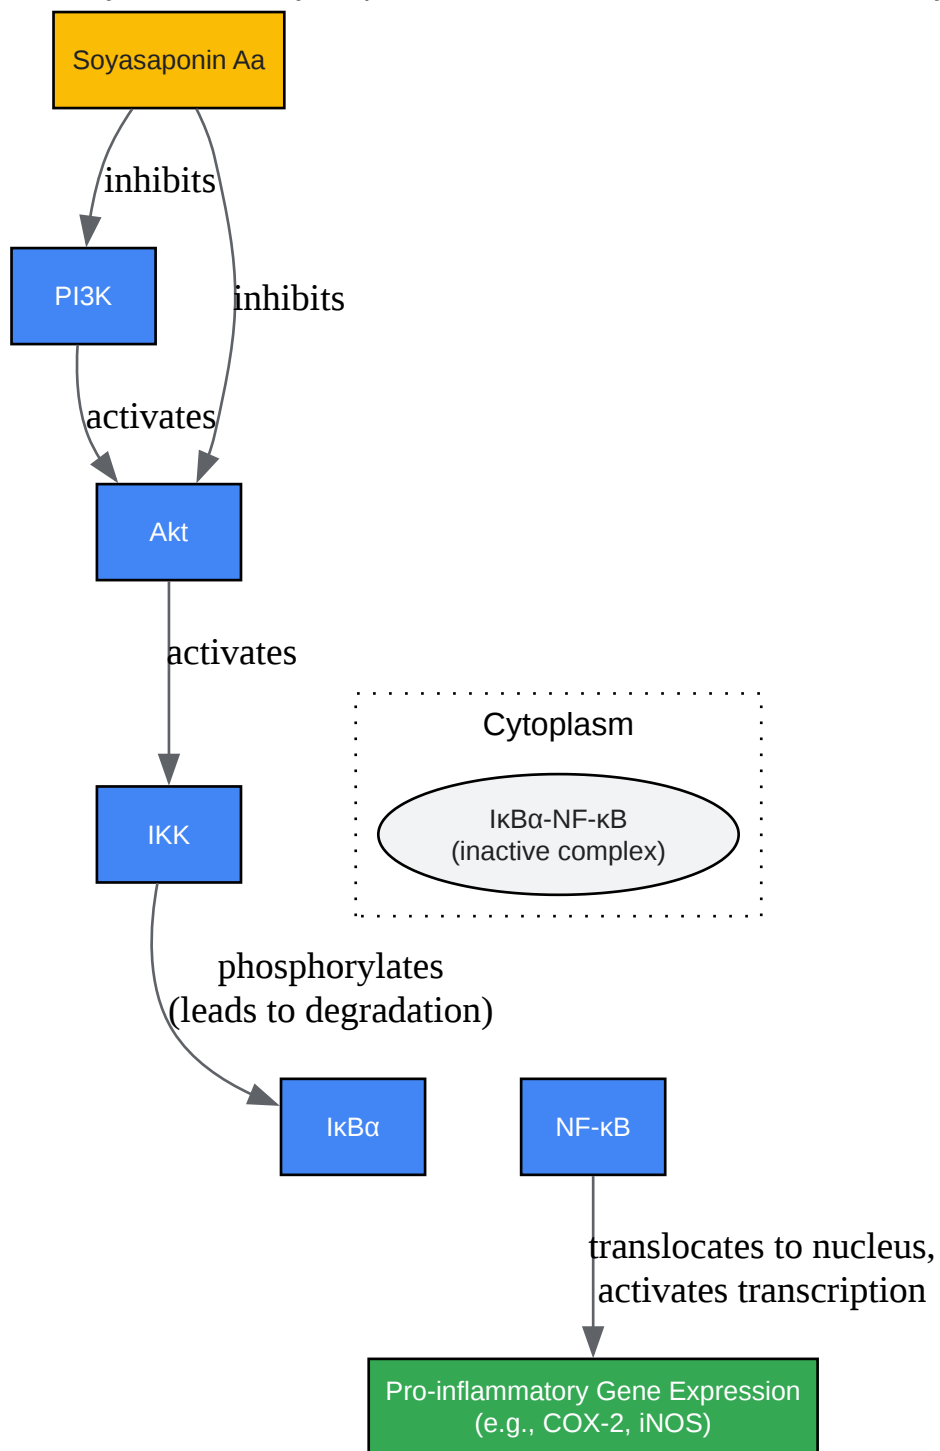 Soyasaponin Aa
inhibits
PI3K
inhibits
activates
Akt
activates
Cytoplasm
IKK
IκBα-NF-κB
(inactive complex)
phosphorylates
(leads to degradation)
IκBα
NF-κB
translocates to nucleus,
activates transcription
Pro-inflammatory Gene Expression
(e.g., COX-2, iNOS)